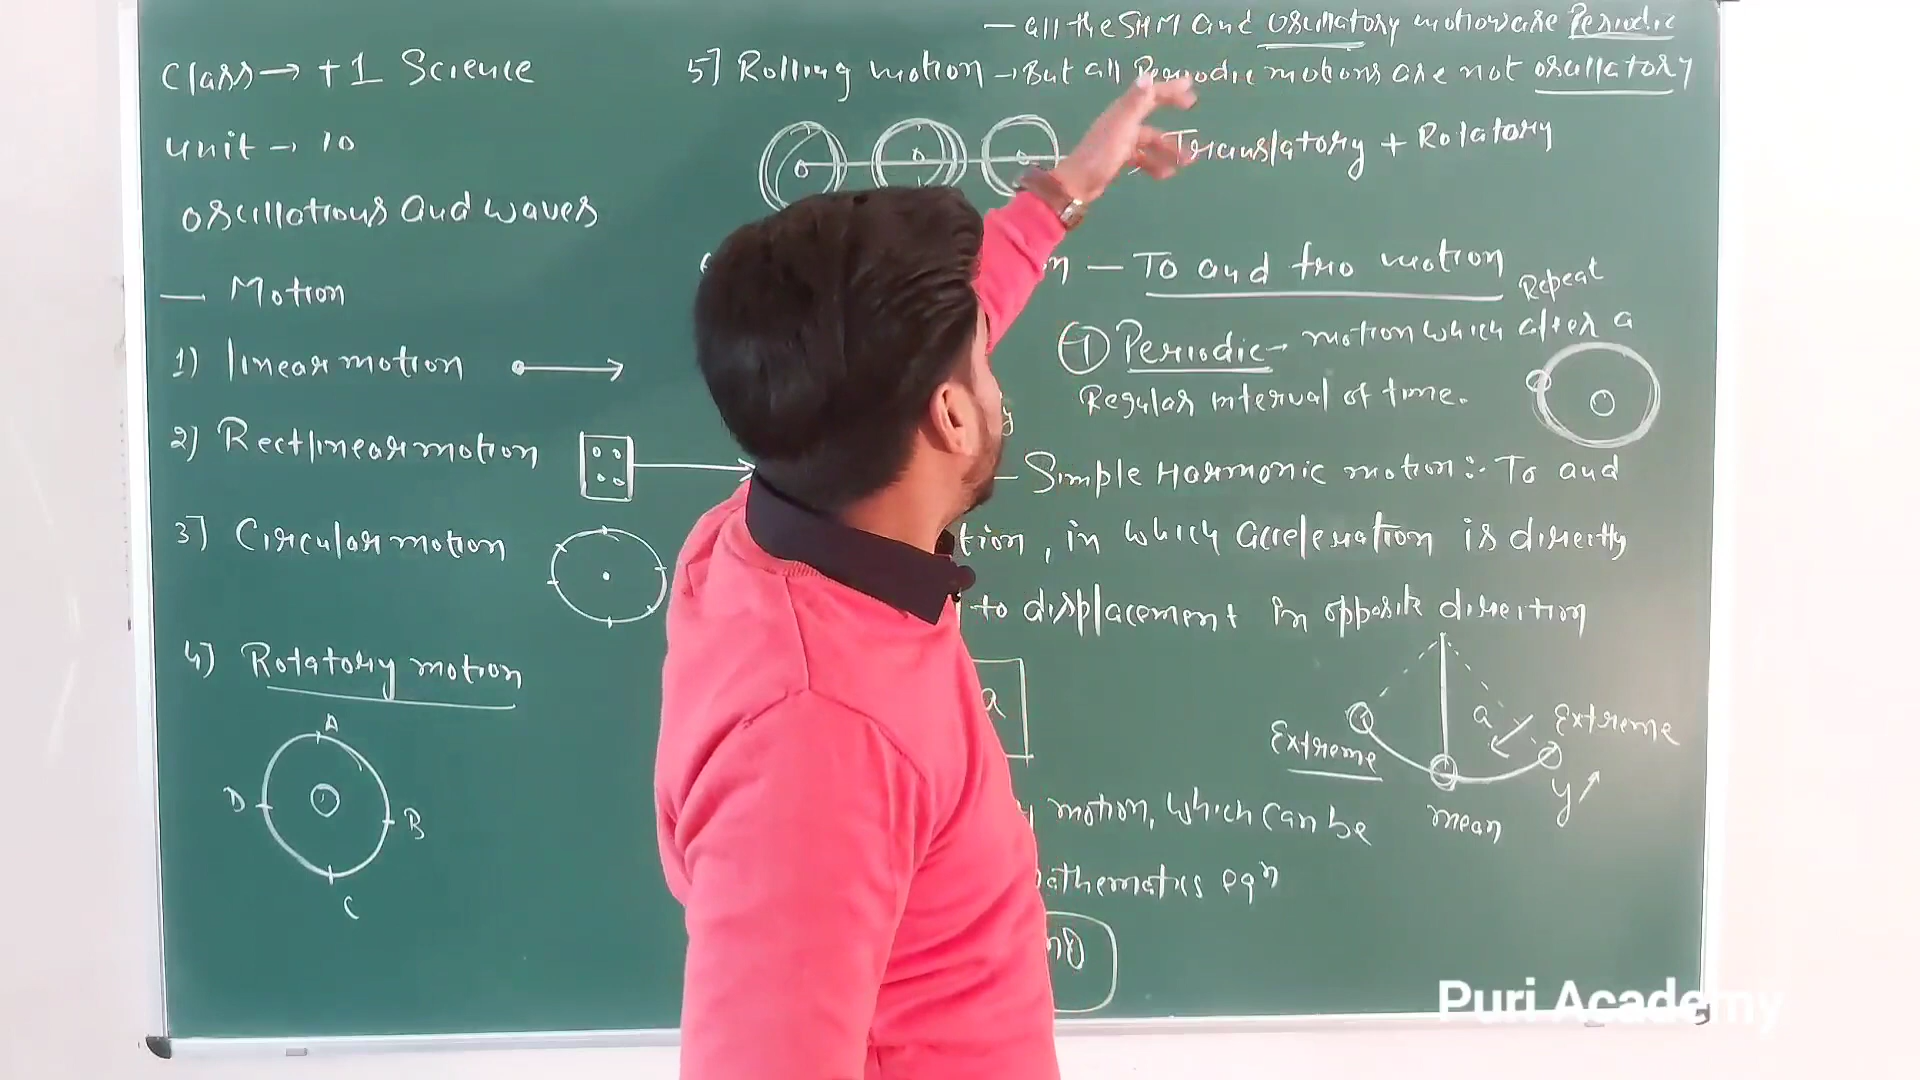 Class → +1 Science
Unit → 10
Oscillations and waves
— Motion
1) linear motion
2) Rectlinear motion
3] Circular motion
4) Rotatory motion
A
D
B
C
— all the SHM and oscillatory motions are Periodic
5] Rolling motion → But all Periodic motions are not oscillatory
Translatory + Rotatory
— To and fro motion
Repeat
① Periodic → motion which after a
Regular interval of time.
— Simple Harmonic motion :- To and
tion, in which acceleration is directly
to displacement in opposite direction
a
Extreme
a
Extreme
y
mean
motion, which can be
mathematics eqn
Puri Academy